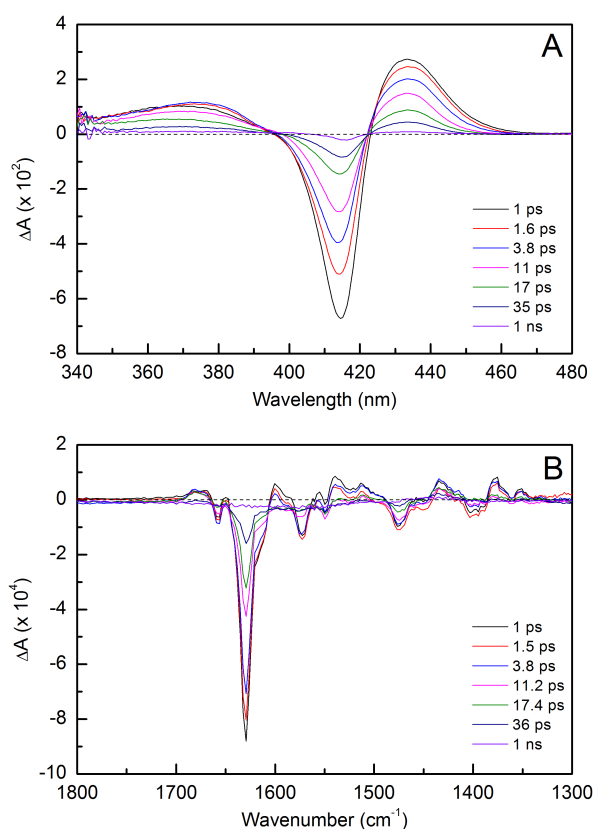 A
4
2
0
-2
-4
-6
-8
ΔA (x 10²)
1 ps
1.6 ps
3.8 ps
11 ps
17 ps
35 ps
1 ns
340 360 380 400 420 440 460 480
Wavelength (nm)
B
2
0
-2
-4
-6
-8
-10
ΔA (x 10⁴)
1 ps
1.5 ps
3.8 ps
11.2 ps
17.4 ps
36 ps
1 ns
1800 1700 1600 1500 1400 1300
Wavenumber (cm⁻¹)